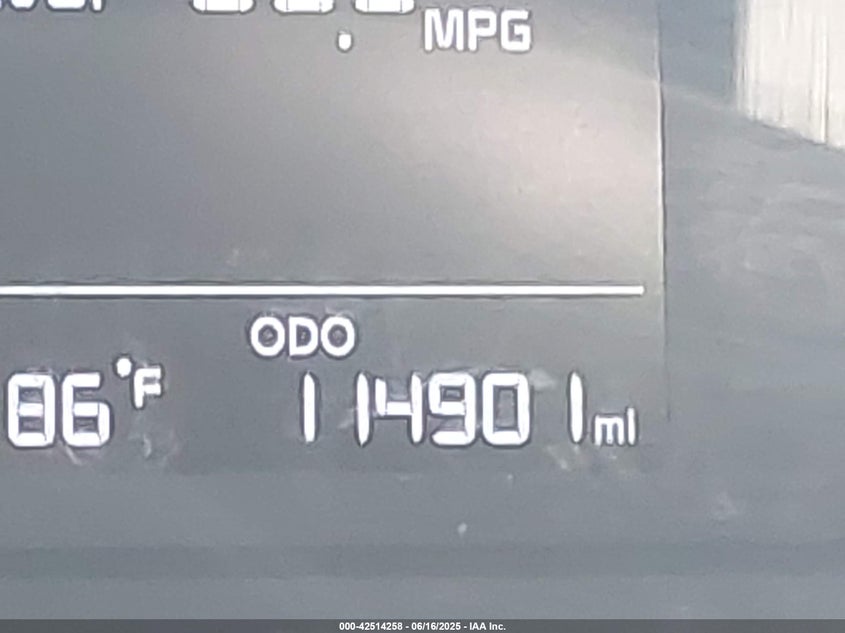 MPG
ODO
86°F 114901 mi
000-42514258 - 06/16/2025 - IAA Inc.